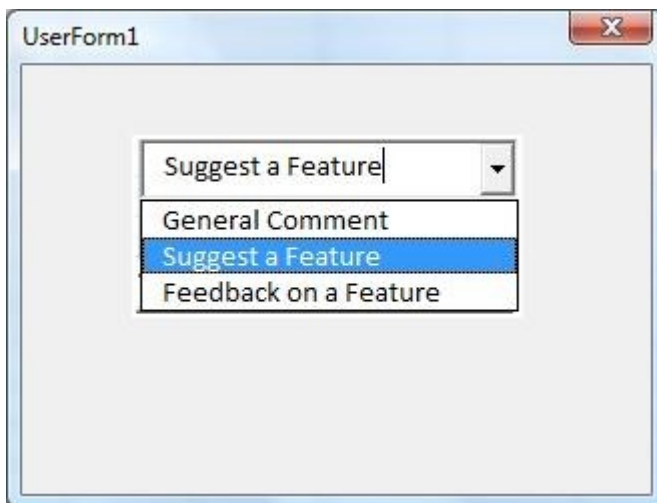 UserForm1
Suggest a Feature
General Comment
Suggest a Feature
Feedback on a Feature